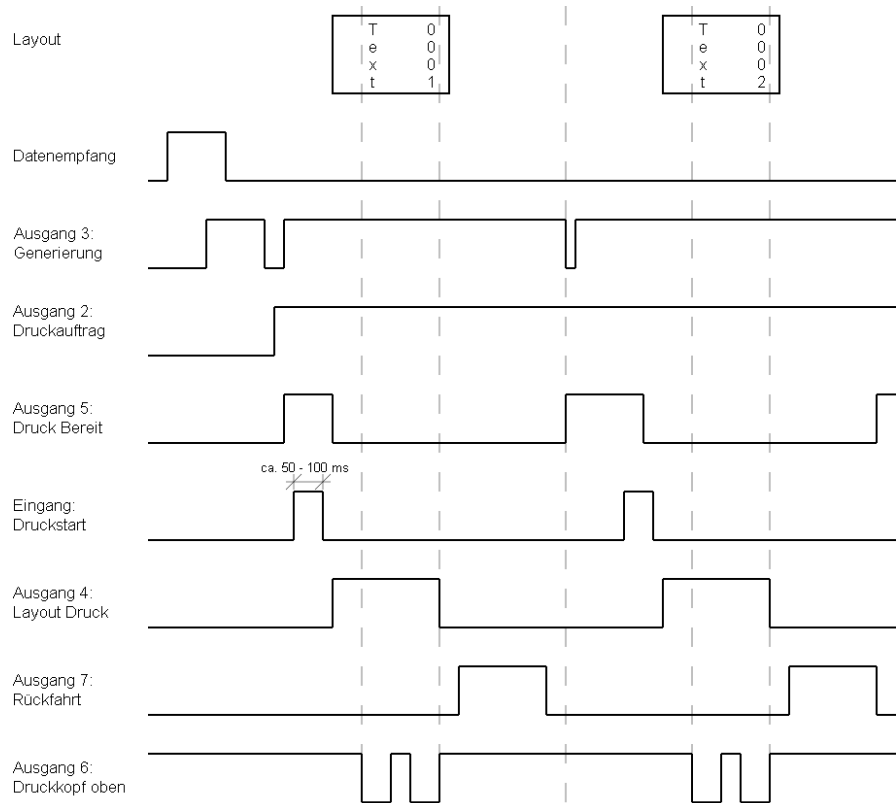 Layout
T 0
e 0
x 0
t 1
T 0
e 0
x 0
t 2
Datenempfang
Ausgang 3:
Generierung
Ausgang 2:
Druckauftrag
Ausgang 5:
Druck Bereit
ca. 50 - 100 ms
Eingang:
Druckstart
Ausgang 4:
Layout Druck
Ausgang 7:
Rückfahrt
Ausgang 6:
Druckkopf oben